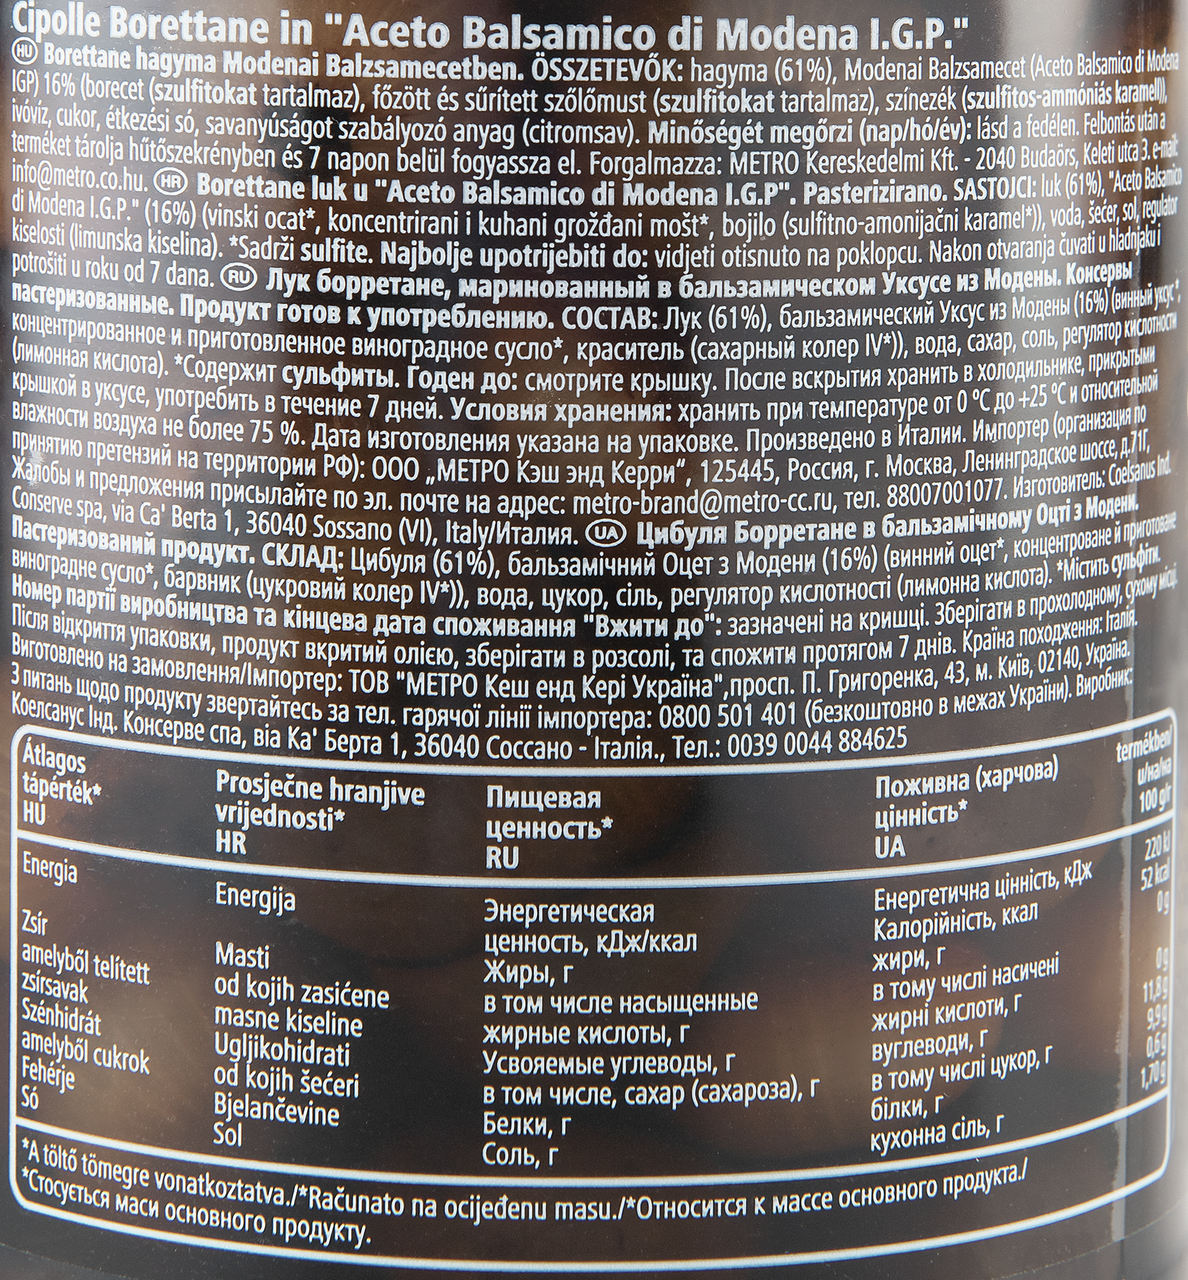 Cipolle Borettane in "Aceto Balsamico di Modena I.G.P."
HU Borettane hagyma Modenai Balzsamecetben. ÖSSZETEVŐK: hagyma (61%), Modenai Balzsamecet (Aceto Balsamico di Modena
IGP) 16% (borecet (szulfitokat tartalmaz), főzött és sűrített szőlőmust (szulfitokat tartalmaz), színezék (szulfitos-ammóniás karamell)),
ivóvíz, cukor, étkezési só, savanyúságot szabályozó anyag (citromsav). Minőségét megőrzi (nap/hó/év): lásd a fedélen. Felbontás után a
terméket tárolja hűtőszekrényben és 7 napon belül fogyassza el. Forgalmazza: METRO Kereskedelmi Kft. - 2040 Budaörs, Keleti utca 3. e-mail:
info@metro.co.hu. HR Borettane luk u "Aceto Balsamico di Modena I.G.P". Pasterizirano. SASTOJCI: luk (61%), "Aceto Balsamico
di Modena I.G.P." (16%) (vinski ocat*, koncentrirani i kuhani grožđani mošt*, bojilo (sulfitno-amonijačni karamel*)), voda, šećer, sol, regulator
kiselosti (limunska kiselina). *Sadrži sulfite. Najbolje upotrijebiti do: vidjeti otisnuto na poklopcu. Nakon otvaranja čuvati u hladnjaku i
potrošiti u roku od 7 dana. RU Лук борретане, маринованный в бальзамическом Уксусе из Модены. Консервы
пастеризованные. Продукт готов к употреблению. СОСТАВ: Лук (61%), бальзамический Уксус из Модены (16%) (винный уксус*,
концентрированное и приготовленное виноградное сусло*, краситель (сахарный колер IV*)), вода, сахар, соль, регулятор кислотности
(лимонная кислота). *Содержит сульфиты. Годен до: смотрите крышку. После вскрытия хранить в холодильнике, прикрытыми
крышкой в уксусе, употребить в течение 7 дней. Условия хранения: хранить при температуре от 0 °C до +25 °C и относительной
влажности воздуха не более 75 %. Дата изготовления указана на упаковке. Произведено в Италии. Импортер (организация по
принятию претензий на территории РФ): ООО „МЕТРО Кэш энд Керри“, 125445, Россия, г. Москва, Ленинградское шоссе, д.71Г,
Жалобы и предложения присылайте по эл. почте на адрес: metro-brand@metro-cc.ru, тел. 88007001077. Изготовитель: Coelsanus Ind.
Conserve spa, via Ca' Berta 1, 36040 Sossano (VI), Italy/Италия. UA Цибуля Борретане в бальзамічному Оцті з Модени.
Пастеризований продукт. СКЛАД: Цибуля (61%), бальзамічний Оцет з Модени (16%) (винний оцет*, концентроване й приготоване
виноградне сусло*, барвник (цукровий колер IV*)), вода, цукор, сіль, регулятор кислотності (лимонна кислота). *Містить сульфіти.
Номер партії виробництва та кінцева дата споживання "Вжити до": зазначені на кришці. Зберігати в прохолодному, сухому місці.
Після відкриття упаковки, продукт вкритий олією, зберігати в розсолі, та спожити протягом 7 днів. Країна походження: Італія.
Виготовлено на замовлення/Імпортер: ТОВ "МЕТРО Кеш енд Кері Україна",просп. П. Григоренка, 43, м. Київ, 02140, Україна.
З питань щодо продукту звертайтесь за тел. гарячої лінії імпортера: 0800 501 401 (безкоштовно в межах України). Виробник:
Коелсанус Інд. Консерве спа, віа Ка' Берта 1, 36040 Соссано - Італія., Тел.: 0039 0044 884625
Átlagos
tápérték*
HU
Prosječne hranjive
vrijednosti*
HR
Пищевая
ценность*
RU
Поживна (харчова)
цінність*
UA
termékben/
u/на/на
100 g/г
Energia
Zsír
amelyből telített
zsírsavak
Szénhidrát
amelyből cukrok
Fehérje
Só
Energija
Masti
od kojih zasićene
masne kiseline
Ugljikohidrati
od kojih šećeri
Bjelančevine
Sol
Энергетическая
ценность, кДж/ккал
Жиры, г
в том числе насыщенные
жирные кислоты, г
Усвояемые углеводы, г
в том числе, сахар (сахароза), г
Белки, г
Соль, г
Енергетична цінність, кДж
Калорійність, ккал
жири, г
в тому числі насичені
жирні кислоти, г
вуглеводи, г
в тому числі цукор, г
білки, г
кухонна сіль, г
220 kJ
52 kcal
0 g
0 g
11,8 g
9,9 g
0,6 g
1,70 g
*A töltő tömegre vonatkoztatva./*Računato na ocijeđenu masu./*Относится к массе основного продукта./
*Стосується маси основного продукту.